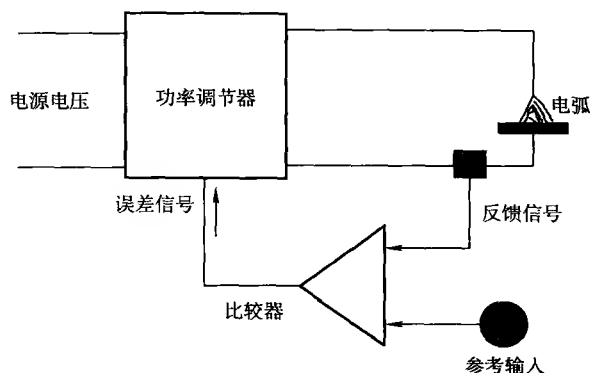 电源电压
功率调节器
电弧
误差信号
反馈信号
比较器
参考输入